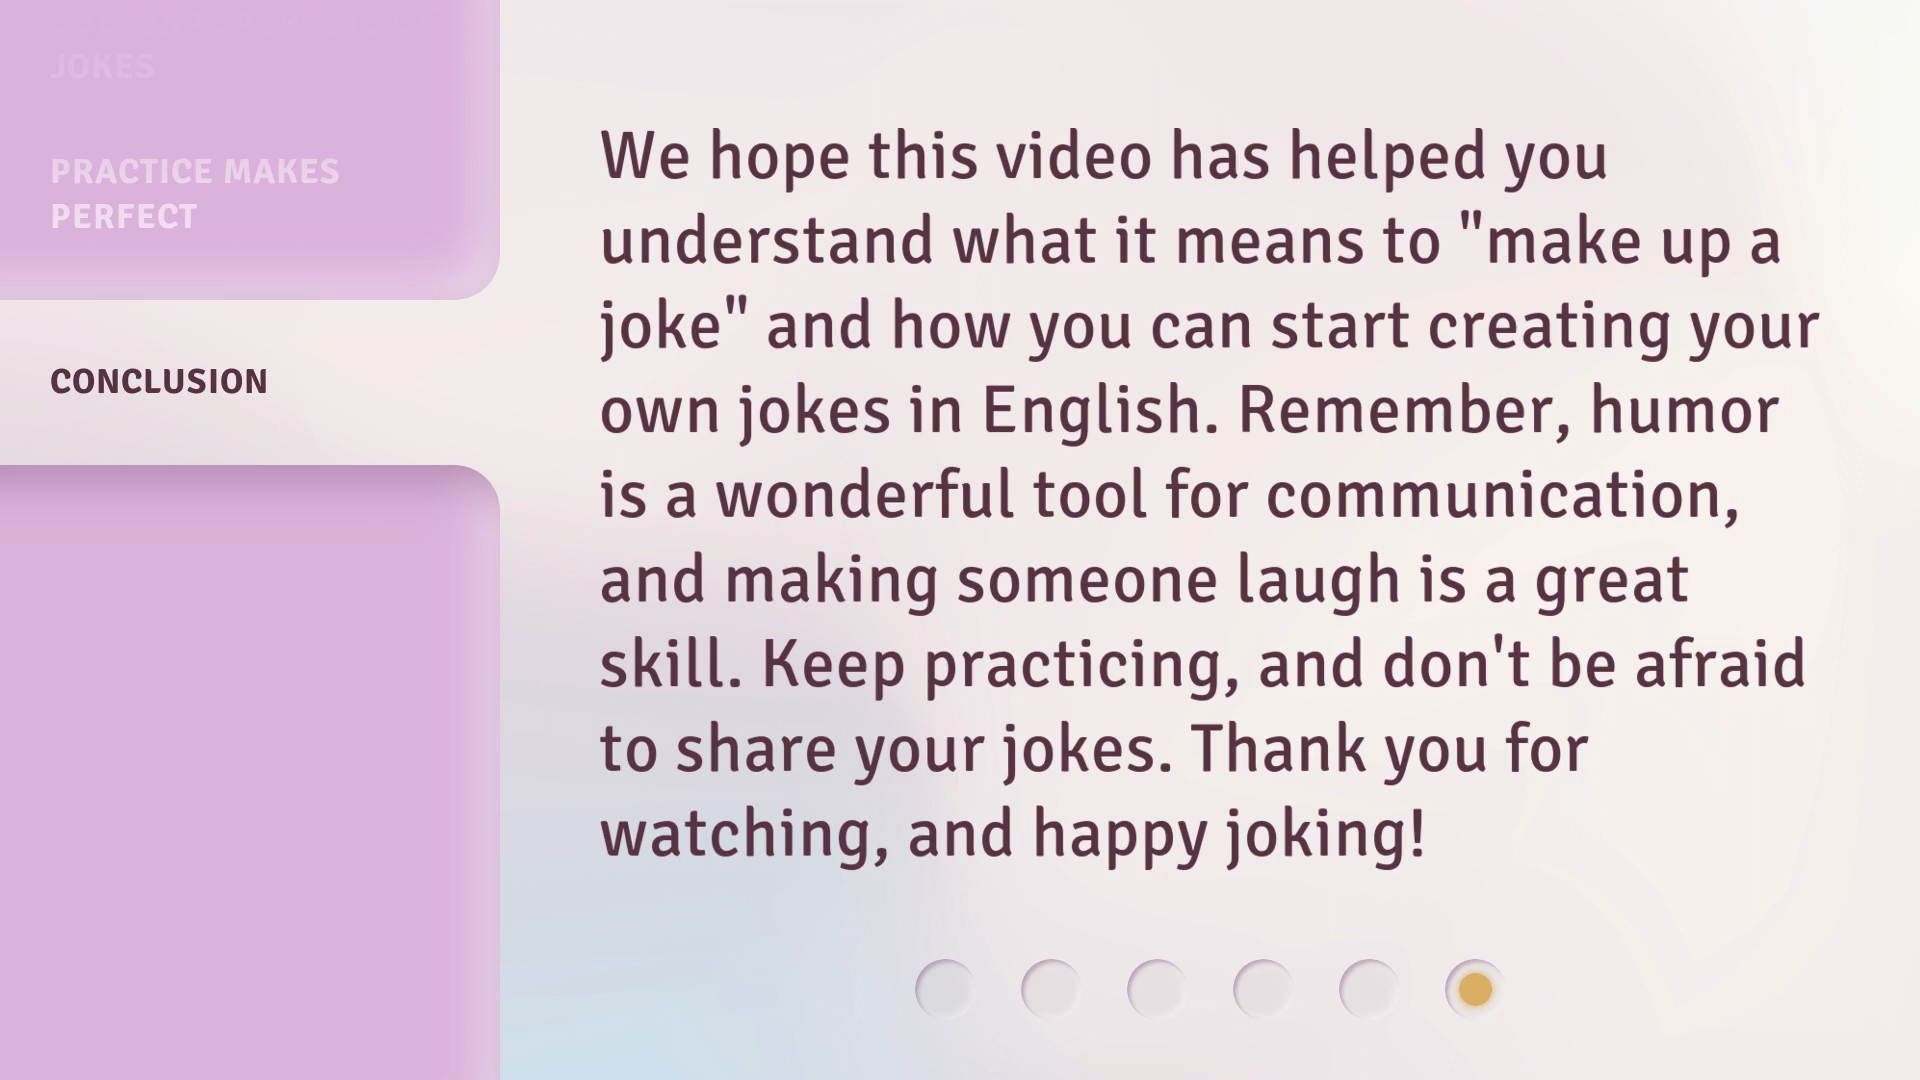 CULTURAL ASPECTS OF
JOKES
PRACTICE MAKES
PERFECT
CONCLUSION
We hope this video has helped you
understand what it means to "make up a
joke" and how you can start creating your
own jokes in English. Remember, humor
is a wonderful tool for communication,
and making someone laugh is a great
skill. Keep practicing, and don't be afraid
to share your jokes. Thank you for
watching, and happy joking!